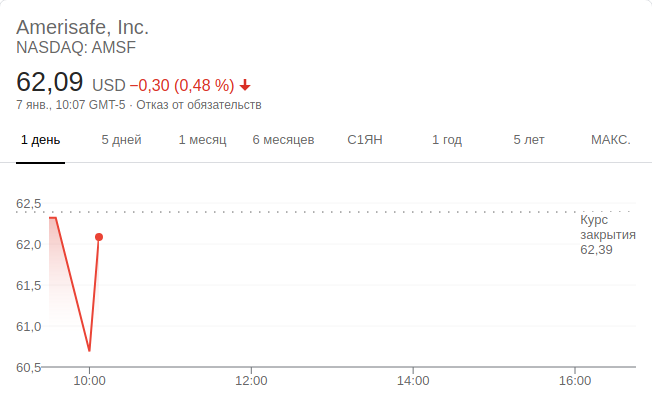 Amerisafe, Inc.
NASDAQ: AMSF
62,09 USD −0,30 (0,48 %)
7 янв., 10:07 GMT-5 · Отказ от обязательств
1 день 5 дней 1 месяц 6 месяцев С1ЯН 1 год 5 лет МАКС.
62,5
62,0
61,5
61,0
60,5
Курс
закрытия
62,39
10:00 12:00 14:00 16:00